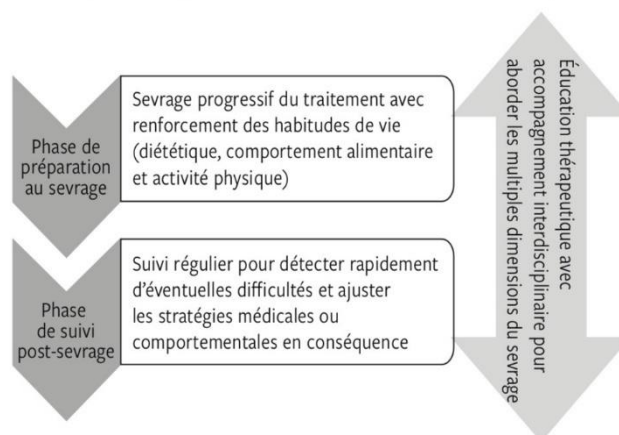 Phase de
préparation
au sevrage
Sevrage progressif du traitement avec
renforcement des habitudes de vie
(diététique, comportement alimentaire
et activité physique)
Phase
de suivi
post-sevrage
Suivi régulier pour détecter rapidement
d’éventuelles difficultés et ajuster
les stratégies médicales ou
comportementales en conséquence
Éducation thérapeutique avec
accompagnement interdisciplinaire pour
aborder les multiples dimensions du sevrage